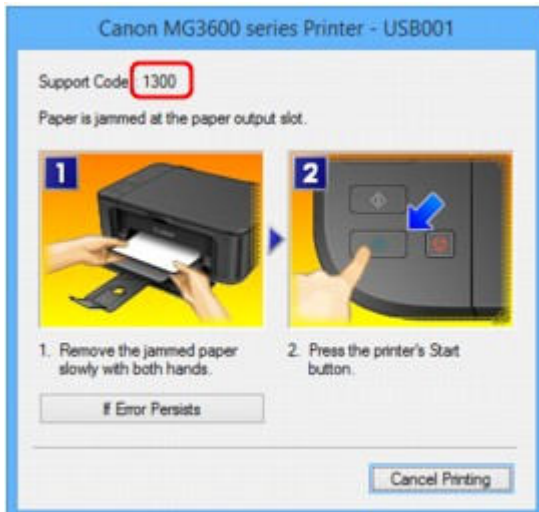 Canon MG3600 series Printer - USB001
Support Code 1300
Paper is jammed at the paper output slot.
1
2
1. Remove the jammed paper
slowly with both hands.
2. Press the printer's Start
button.
If Error Persists
Cancel Printing